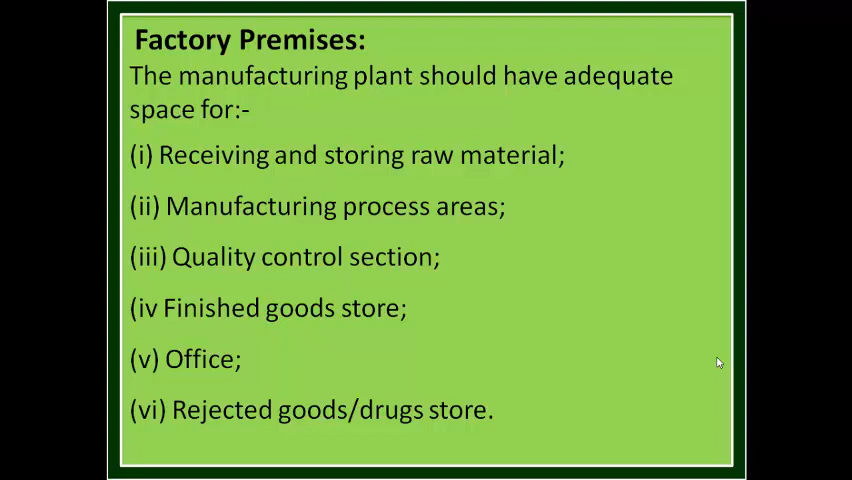 Factory Premises:
The manufacturing plant should have adequate
space for:-
(i) Receiving and storing raw material;
(ii) Manufacturing process areas;
(iii) Quality control section;
(iv Finished goods store;
(v) Office;
(vi) Rejected goods/drugs store.